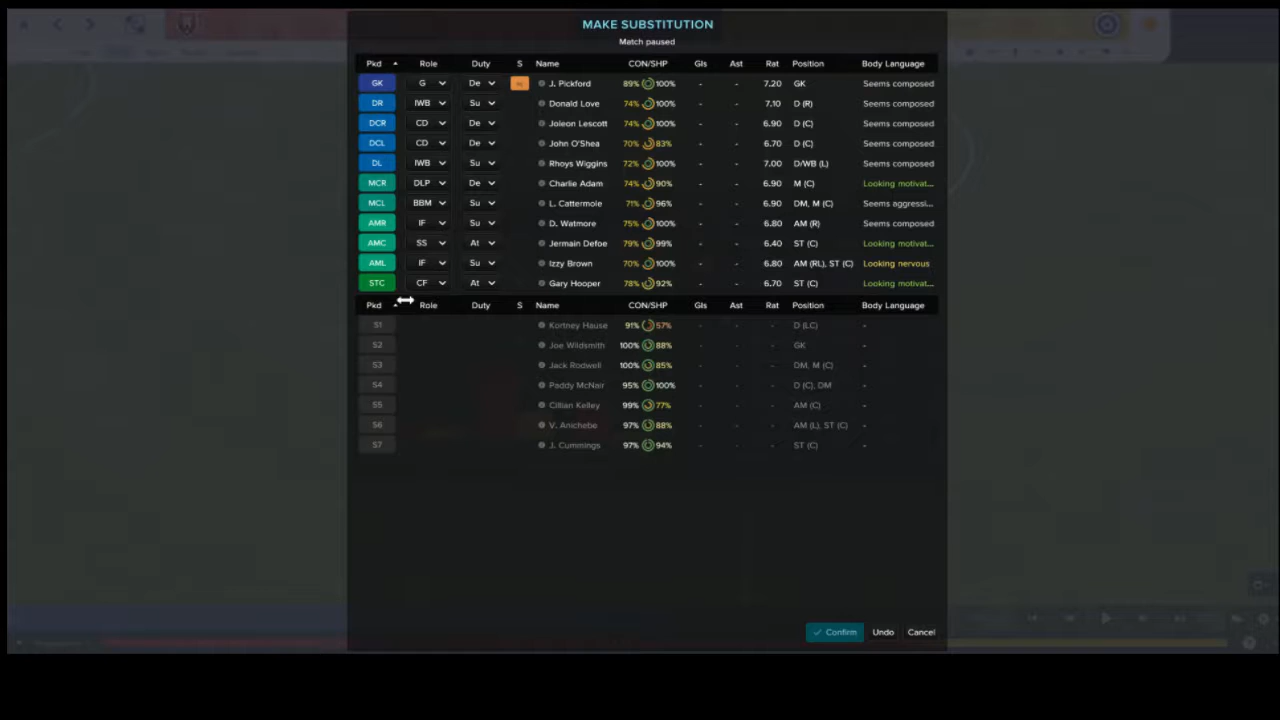 MAKE SUBSTITUTION
Match paused
Pkd Role Duty S Name CON/SHP Gls Ast Rat Position Body Language
GK G De J. Pickford 89% 100% - - 7.20 GK Seems composed
DR IWB Su Donald Love 74% 100% - - 7.10 D (R) Seems composed
DCR CD De Joleon Lescott 74% 100% - - 6.90 D (C) Seems composed
DCL CD De John O'Shea 70% 83% - - 6.70 D (C) Seems composed
DL IWB Su Rhoys Wiggins 72% 100% - - 7.00 D/WB (L) Seems composed
MCR DLP De Charlie Adam 74% 90% - - 6.90 M (C) Looking motivat...
MCL BBM Su L. Cattermole 71% 96% - - 6.90 DM, M (C) Seems aggressi...
AMR IF Su D. Watmore 75% 100% - - 6.80 AM (R) Seems composed
AMC SS At Jermain Defoe 79% 99% - - 6.40 ST (C) Looking motivat...
AML IF Su Izzy Brown 70% 100% - - 6.80 AM (RL), ST (C) Looking nervous
STC CF At Gary Hooper 78% 92% - - 6.70 ST (C) Looking motivat...
Pkd Role Duty S Name CON/SHP Gls Ast Rat Position Body Language
S1 Kortney Hause 91% 57% - - - D (LC) -
S2 Joe Wildsmith 100% 88% - - - GK -
S3 Jack Rodwell 100% 85% - - - DM, M (C) -
S4 Paddy McNair 95% 100% - - - D (C), DM -
S5 Cillian Kelley 99% 77% - - - AM (C) -
S6 V. Anichebe 97% 88% - - - AM (L), ST (C) -
S7 J. Cummings 97% 94% - - - ST (C) -
Confirm Undo Cancel